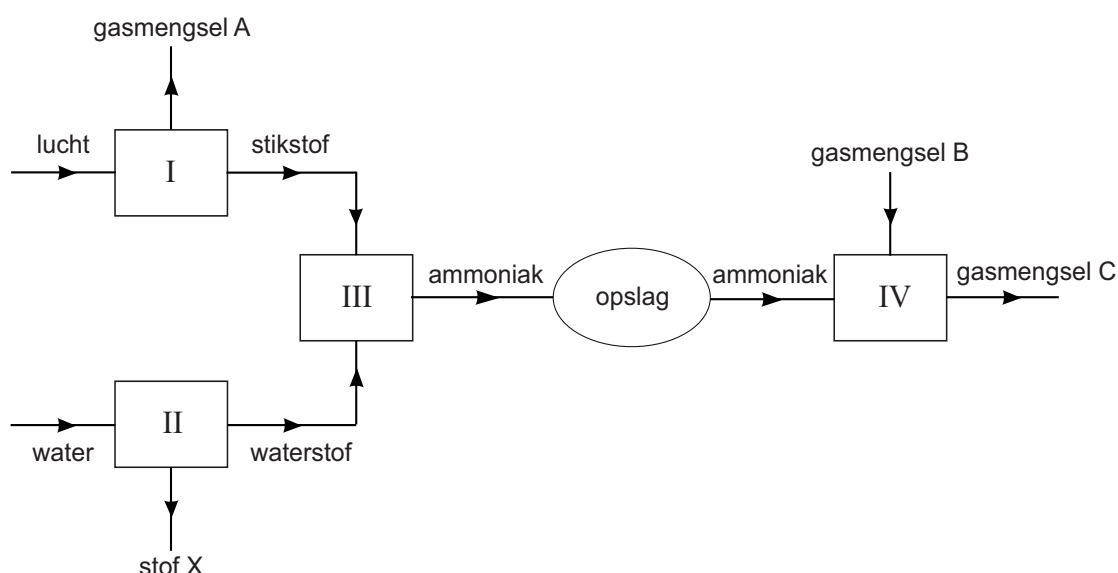 gasmengsel A
lucht
I
stikstof
gasmengsel B
III
ammoniak
opslag
ammoniak
IV
gasmengsel C
II
water
waterstof
stof X